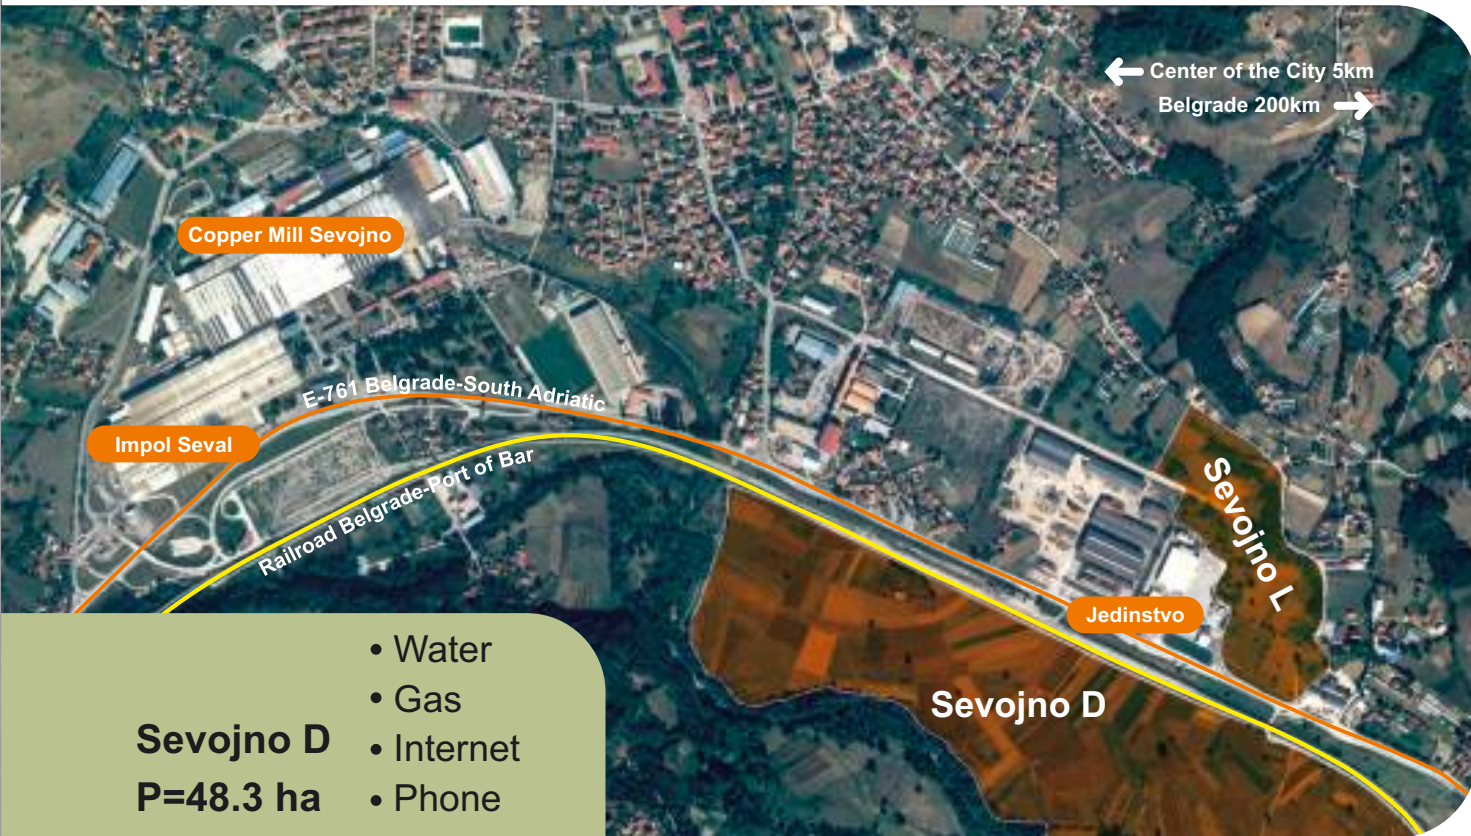 Center of the City 5km
Belgrade 200km
Copper Mill Sevojno
E-761 Belgrade-South Adriatic
Impol Seval
Railroad Belgrade-Port of Bar
Sevojno L
Jedinstvo
Sevojno D
Sevojno D
P=48.3 ha
• Water
• Gas
• Internet
• Phone